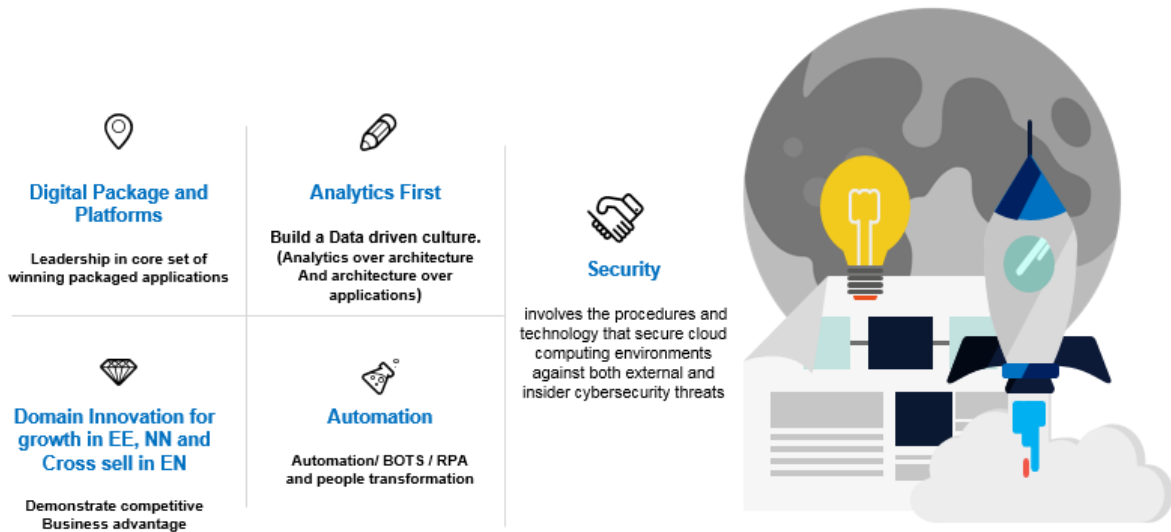 Digital Package and
Platforms
Leadership in core set of
winning packaged applications
Analytics First
Build a Data driven culture.
(Analytics over architecture
And architecture over
applications)
Domain Innovation for
growth in EE, NN and
Cross sell in EN
Demonstrate competitive
Business advantage
Automation
Automation/ BOTS / RPA
and people transformation
Security
involves the procedures and
technology that secure cloud
computing environments
against both external and
insider cybersecurity threats